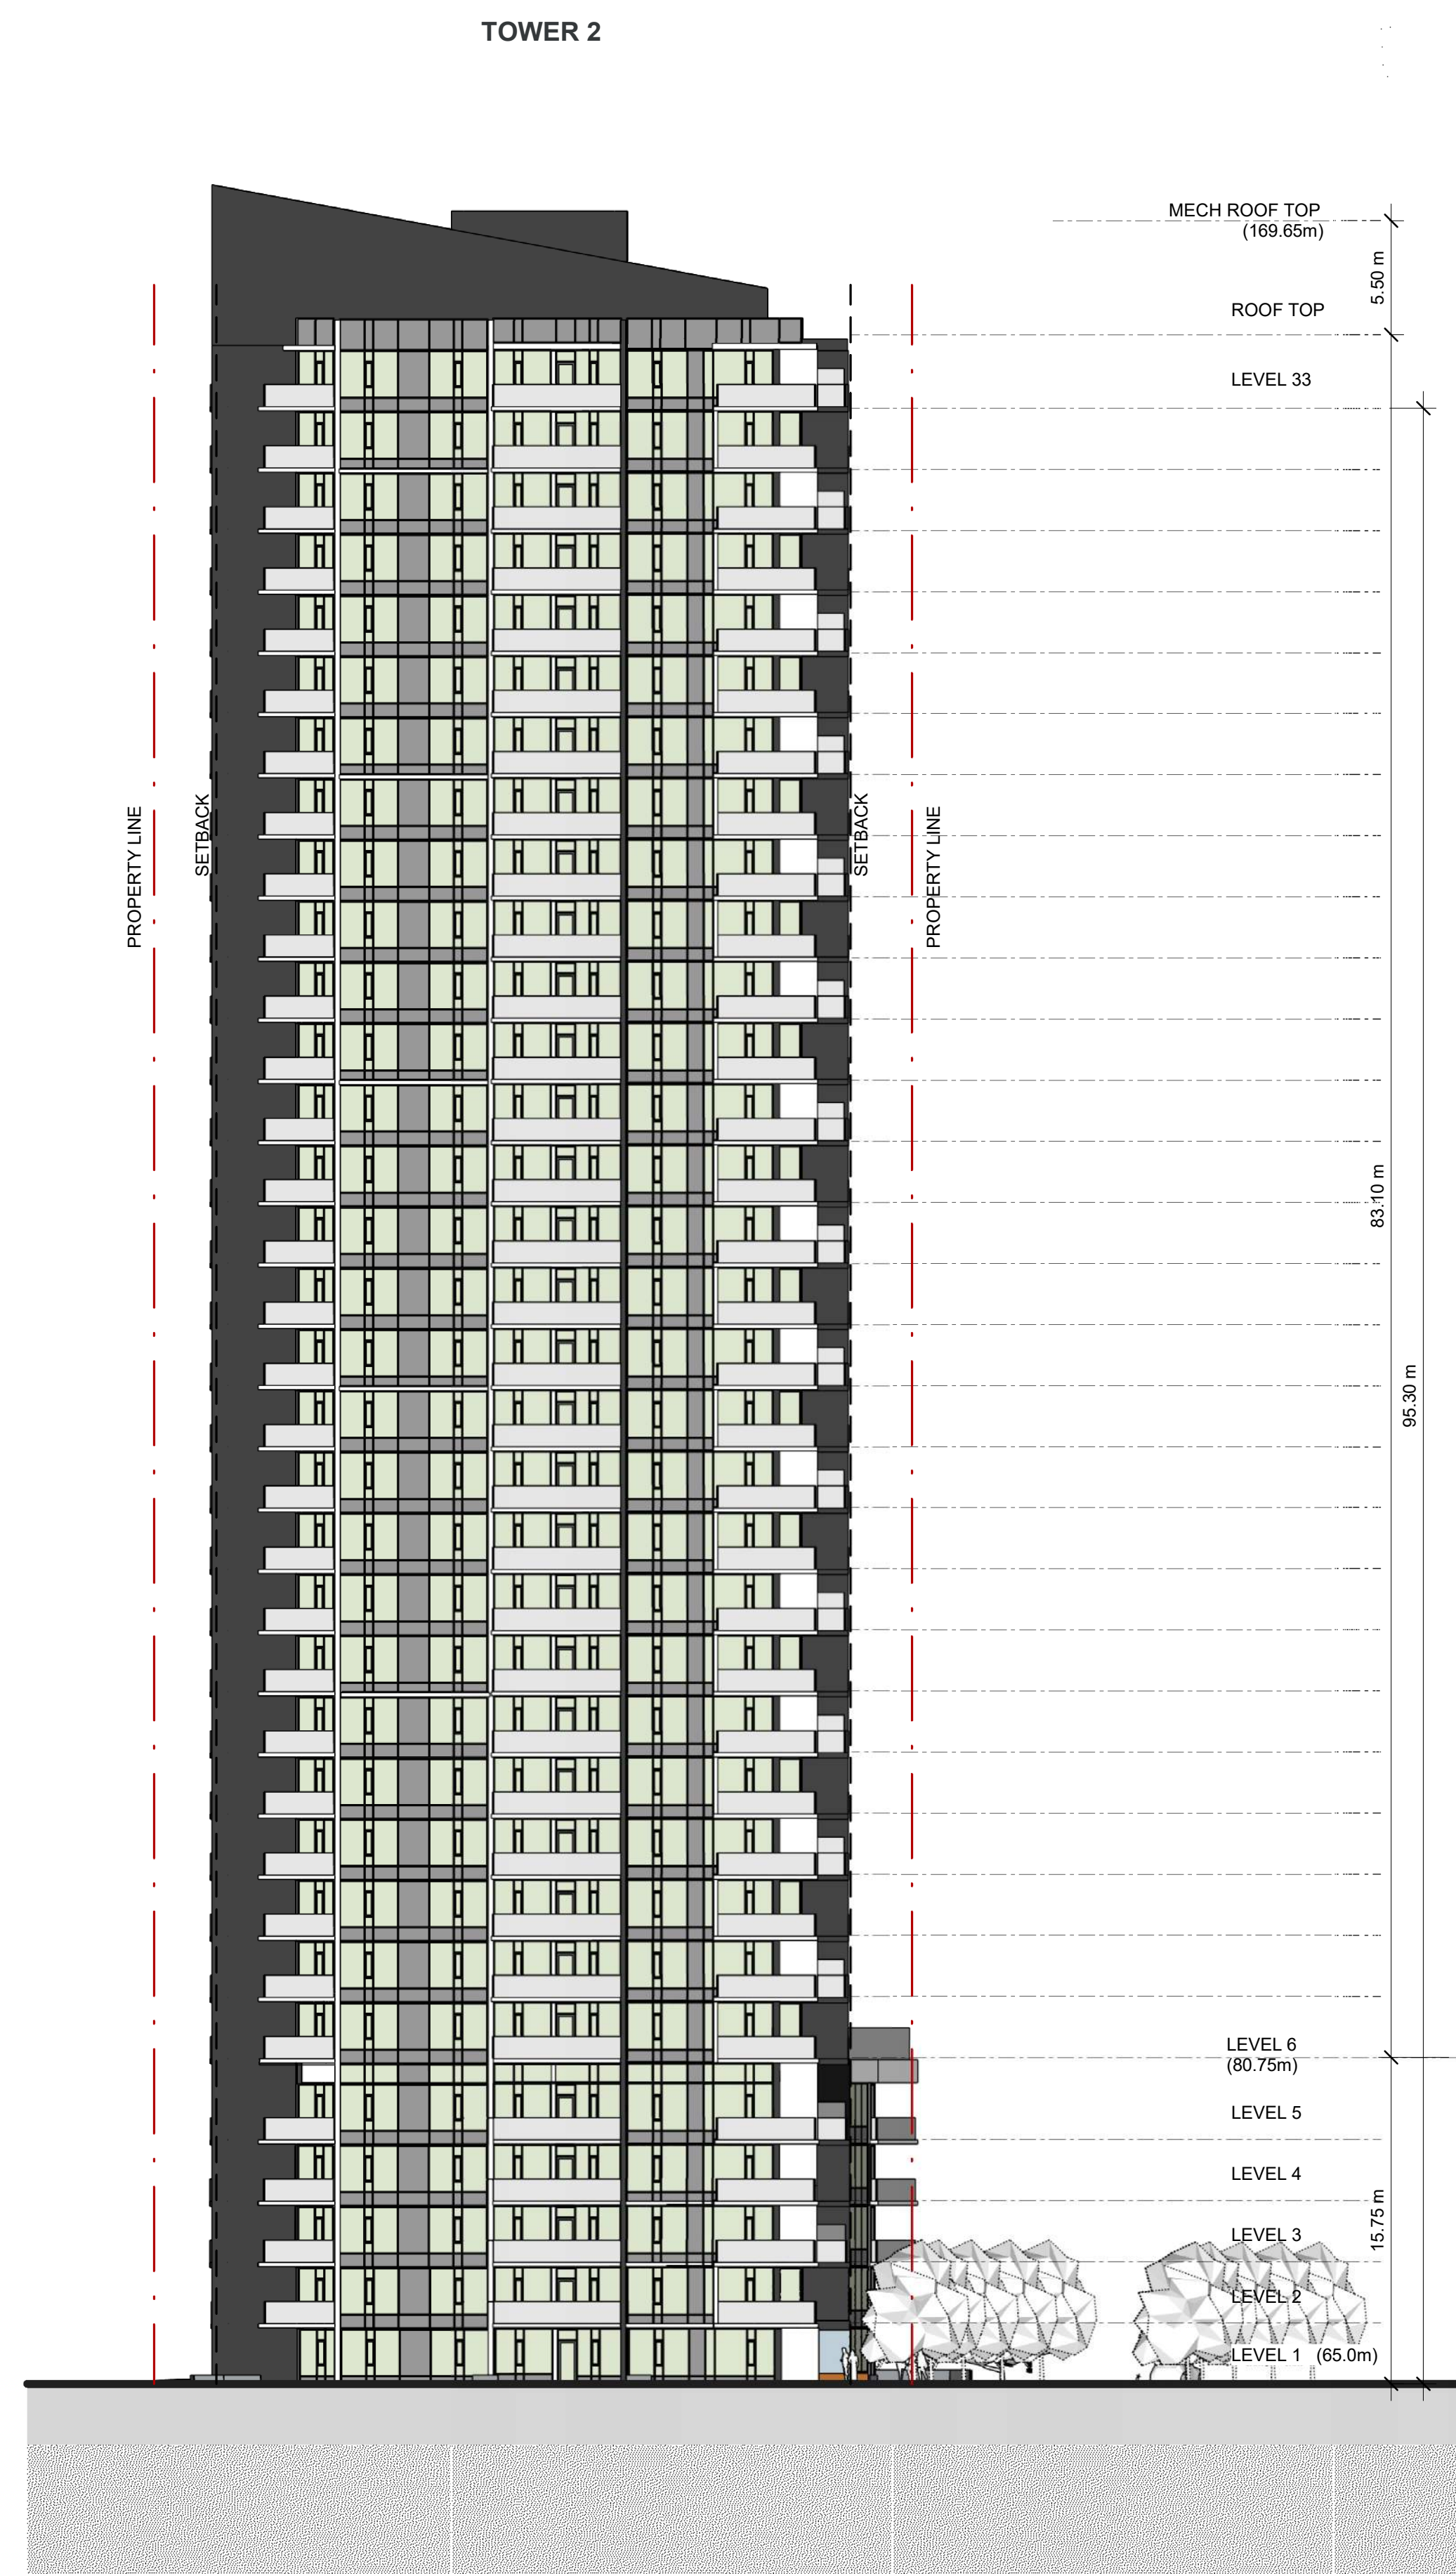 TOWER 2
MECH ROOF TOP
(169.65m)
5.50 m
ROOF TOP
LEVEL 33
PROPERTY LINE
SETBACK
SETBACK
PROPERTY LINE
83.10 m
95.30 m
LEVEL 6
(80.75m)
LEVEL 5
LEVEL 4
LEVEL 3
15.75 m
LEVEL 2
LEVEL 1 (65.0m)